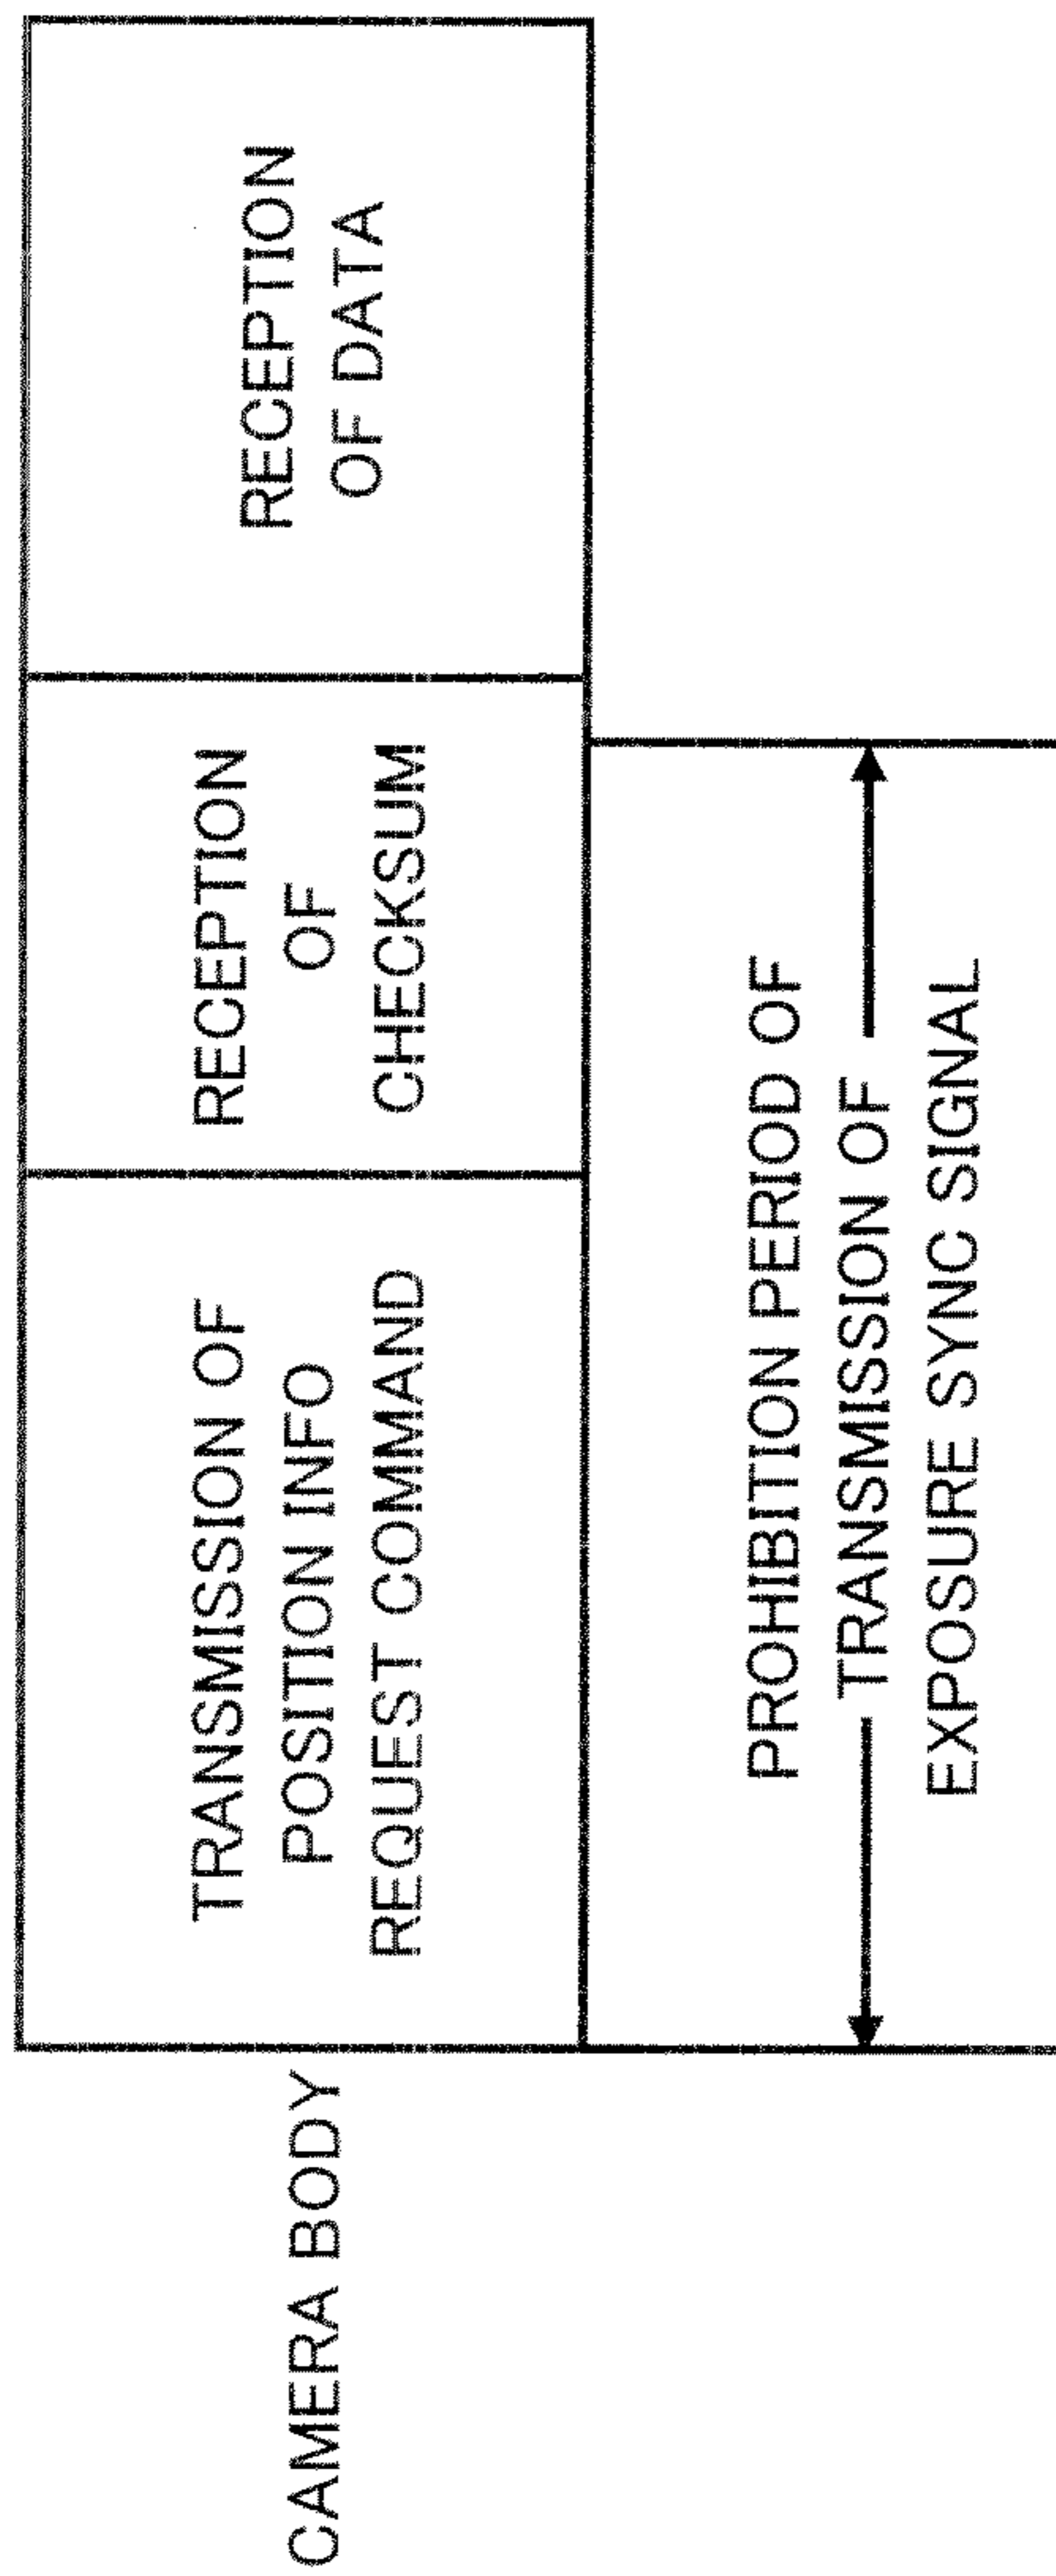 CAMERA BODY
TRANSMISSION OF
POSITION INFO
REQUEST COMMAND
RECEPTION
OF
CHECKSUM
RECEPTION
OF DATA
PROHIBITION PERIOD OF
TRANSMISSION OF
EXPOSURE SYNC SIGNAL